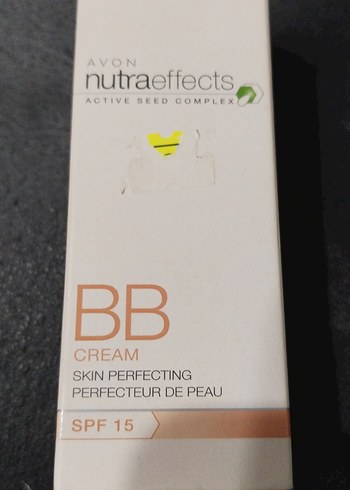 AVON
nutraeffects
ACTIVE SEED COMPLEX
BB
CREAM
SKIN PERFECTING
PERFECTEUR DE PEAU
SPF 15